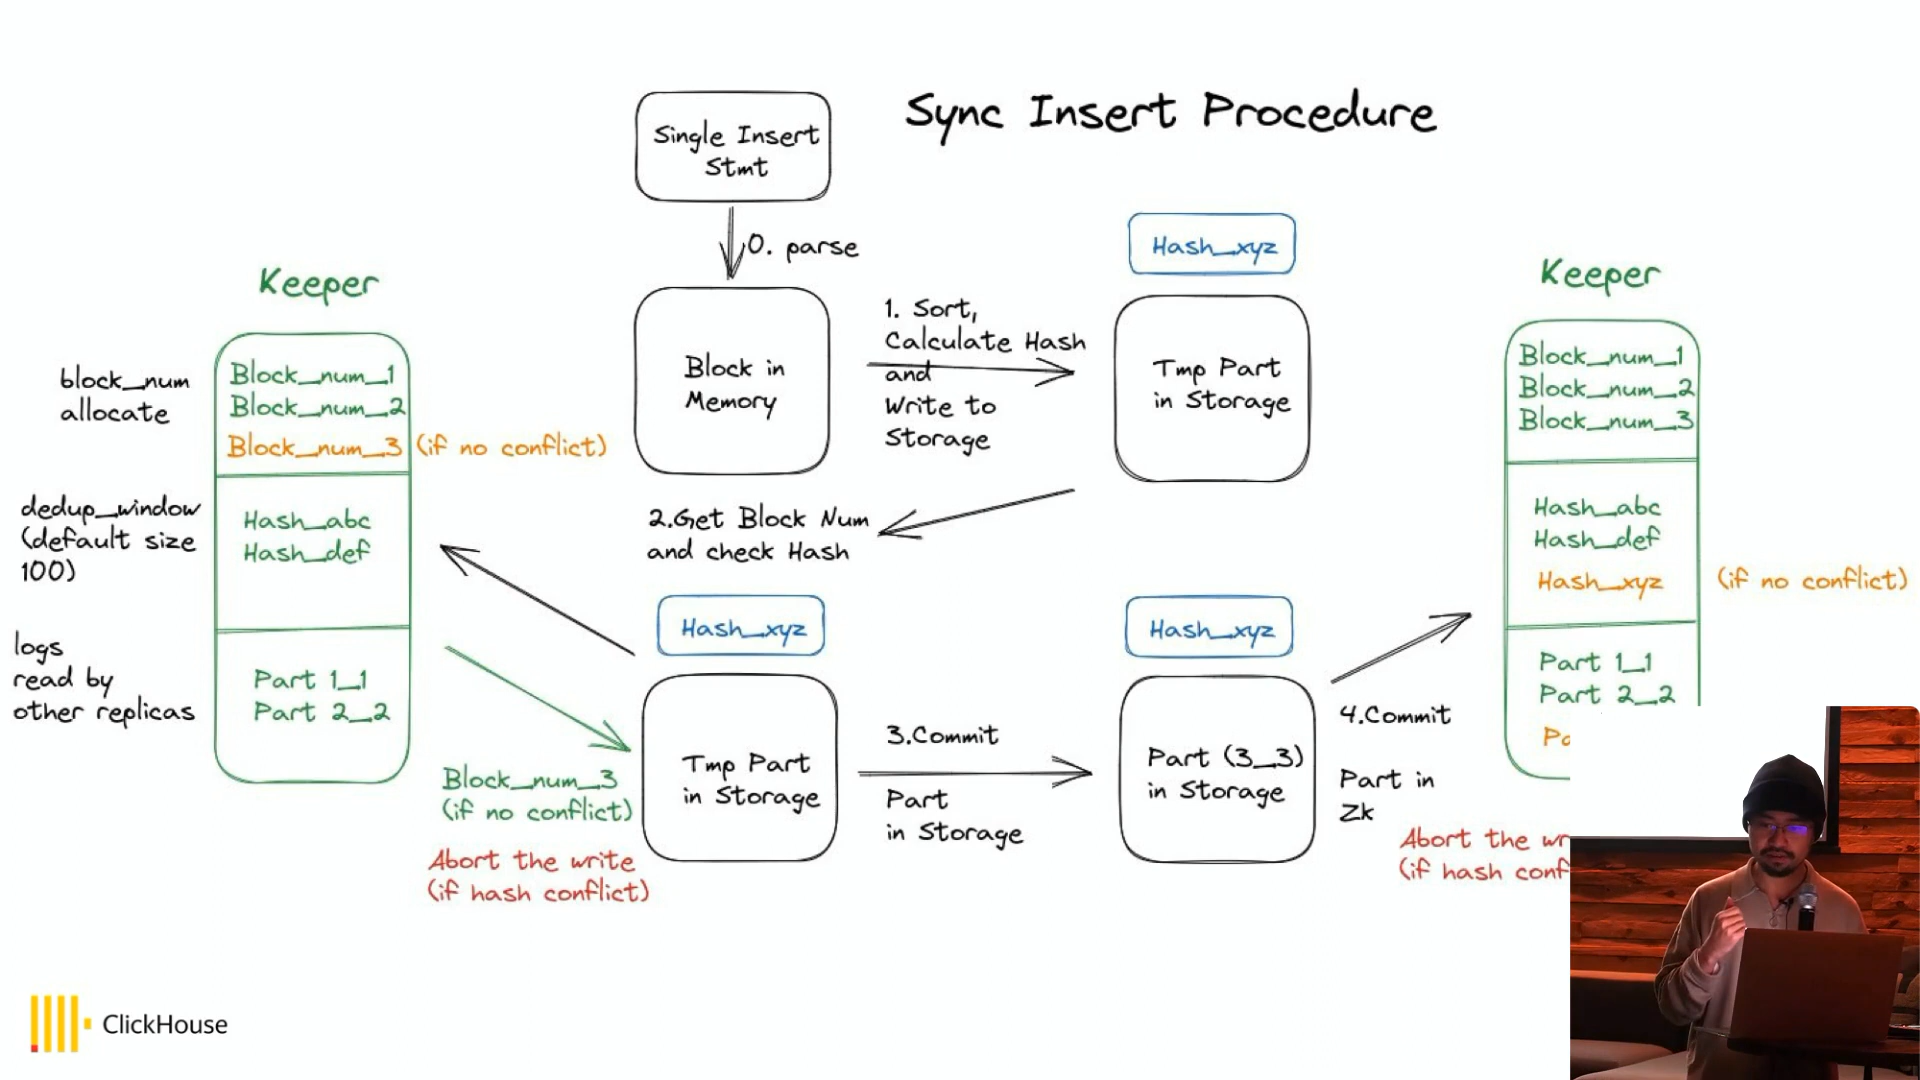 Sync Insert Procedure
Single Insert
Stmt
0. parse
Block in
Memory
1. Sort,
Calculate Hash
and
Write to
Storage
Hash_xyz
Tmp Part
in Storage
2.Get Block Num
and check Hash
Keeper
block_num
allocate
Block_num_1
Block_num_2
Block_num_3 (if no conflict)
dedup_window
(default size
100)
Hash_abc
Hash_def
logs
read by
other replicas
Part 1_1
Part 2_2
Block_num_3
(if no conflict)
Abort the write
(if hash conflict)
Hash_xyz
Tmp Part
in Storage
3.Commit
Part
in Storage
Hash_xyz
Part (3_3)
in Storage
4.Commit
Part in
Zk
Keeper
Block_num_1
Block_num_2
Block_num_3
Hash_abc
Hash_def
Hash_xyz (if no conflict)
Part 1_1
Part 2_2
Abort the
(if hash
ClickHouse